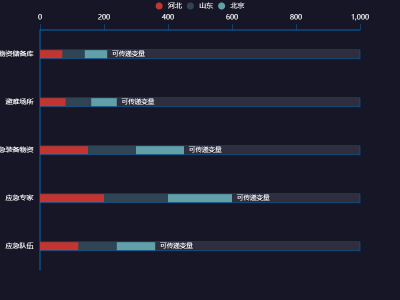 河北 山东 北京
0 200 400 600 800 1,000
物资储备库 可传递变量
避难场所 可传递变量
急装备物资 可传递变量
应急专家 可传递变量
应急队伍 可传递变量